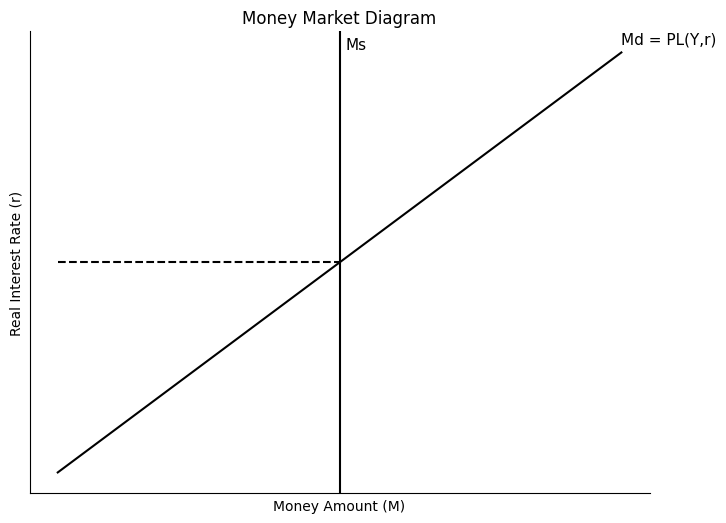 Money Market Diagram
Ms
Md = PL(Y,r)
Real Interest Rate (r)
Money Amount (M)